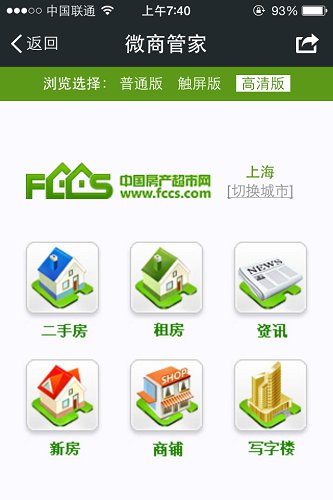 中国联通 上午7:40 93%
返回 微商管家
浏览选择： 普通版 触屏版 高清版
FCCS 中国房产超市网 上海
www.fccs.com [切换城市]
NEWS
二手房 租房 资讯
SHOP
新房 商铺 写字楼